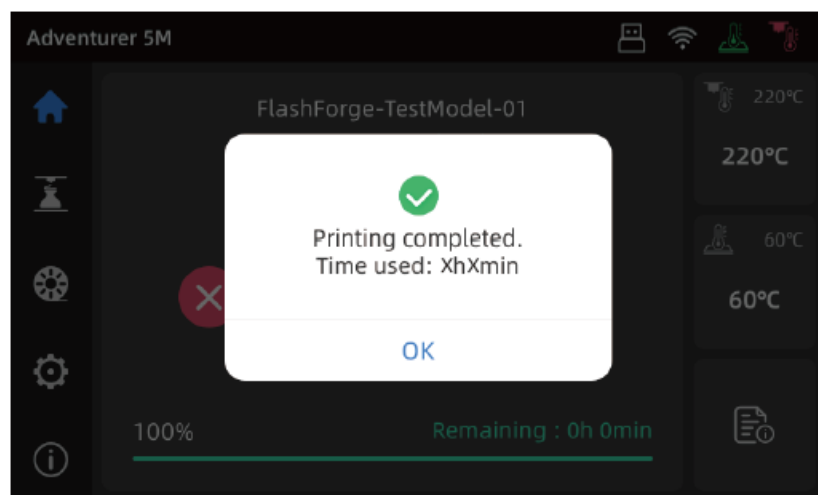 Adventurer 5M
FlashForge-TestModel-01
220℃
220℃
Printing completed.
Time used: XhXmin
60℃
60℃
OK
100%
Remaining : 0h 0min